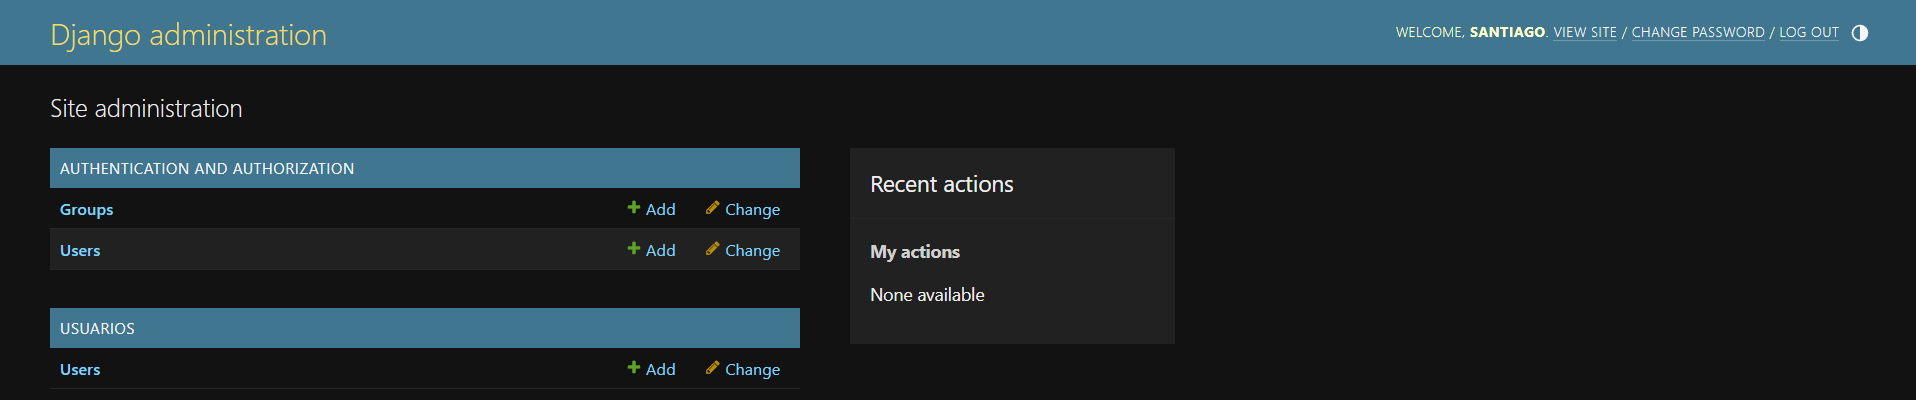 Django administration
WELCOME, SANTIAGO. VIEW SITE / CHANGE PASSWORD / LOG OUT
Site administration
AUTHENTICATION AND AUTHORIZATION
Groups Add Change
Users Add Change
USUARIOS
Users Add Change
Recent actions
My actions
None available